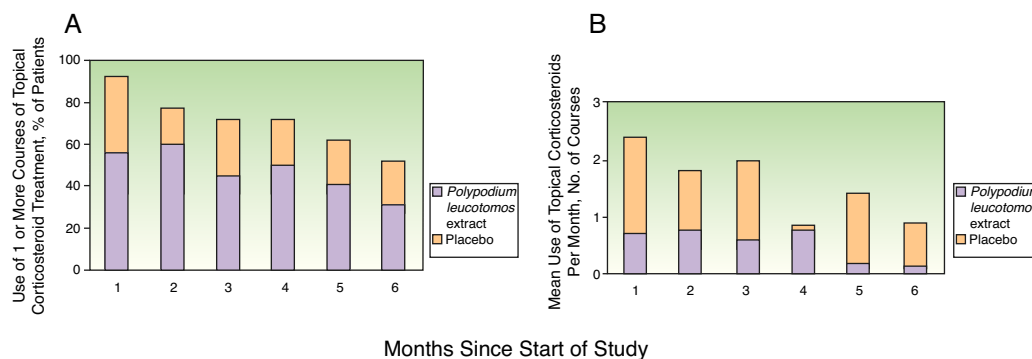 A
Use of 1 or More Courses of Topical
Corticosteroid Treatment, % of Patients
100
80
60
40
20
0
1 2 3 4 5 6
Polypodium
leucotomos
extract
Placebo
B
Mean Use of Topical Corticosteroids
Per Month, No. of Courses
3
2
1
0
1 2 3 4 5 6
Polypodium
leucotomos
extract
Placebo
Months Since Start of Study